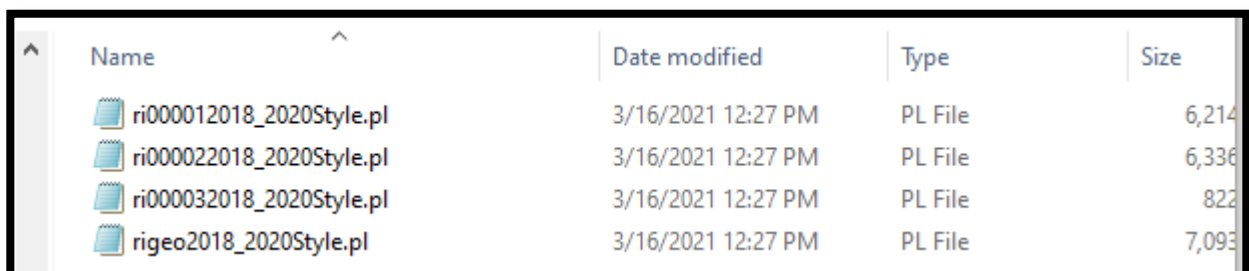 Name Date modified Type Size
ri000012018_2020Style.pl 3/16/2021 12:27 PM PL File 6,214
ri000022018_2020Style.pl 3/16/2021 12:27 PM PL File 6,336
ri000032018_2020Style.pl 3/16/2021 12:27 PM PL File 822
rigeo2018_2020Style.pl 3/16/2021 12:27 PM PL File 7,093